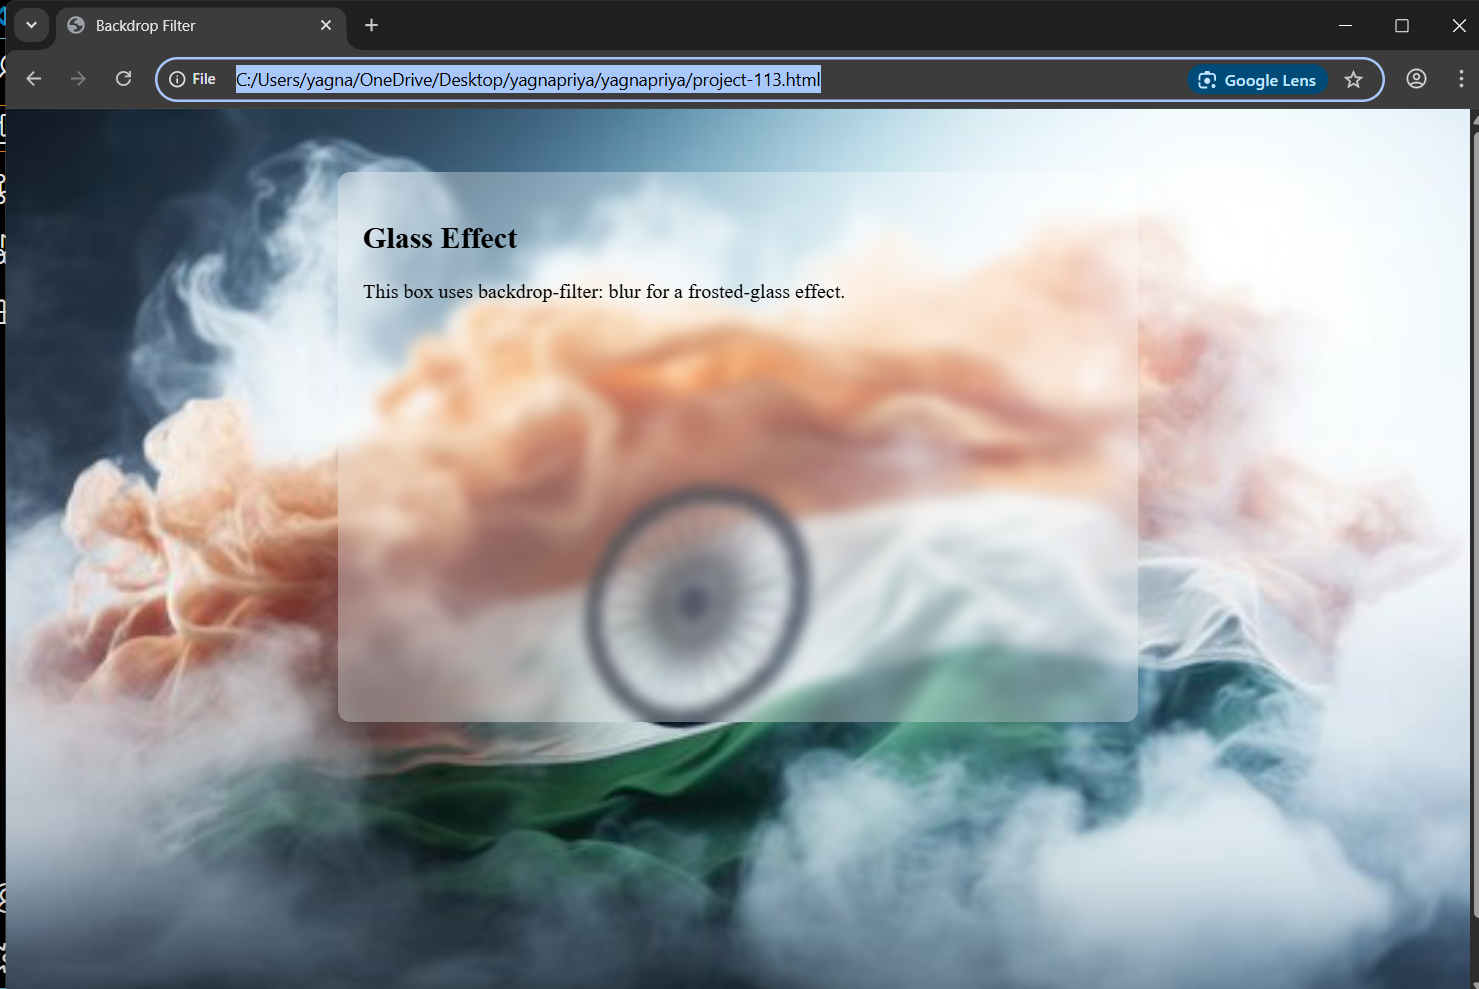 Backdrop Filter
File
C:/Users/yagna/OneDrive/Desktop/yagnapriya/yagnapriya/project-113.html
Google Lens
Glass Effect
This box uses backdrop-filter: blur for a frosted-glass effect.